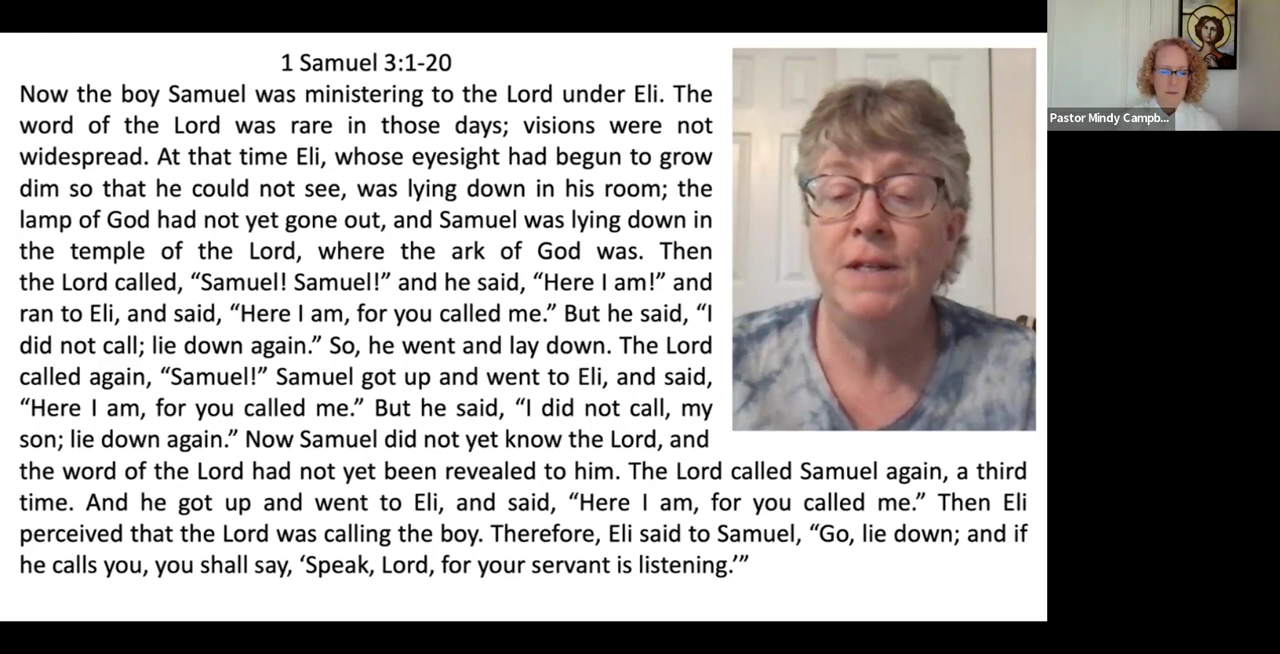 1 Samuel 3:1-20
Now the boy Samuel was ministering to the Lord under Eli. The
word of the Lord was rare in those days; visions were not
widespread. At that time Eli, whose eyesight had begun to grow
dim so that he could not see, was lying down in his room; the
lamp of God had not yet gone out, and Samuel was lying down in
the temple of the Lord, where the ark of God was. Then
the Lord called, “Samuel! Samuel!” and he said, “Here I am!” and
ran to Eli, and said, “Here I am, for you called me.” But he said, “I
did not call; lie down again.” So, he went and lay down. The Lord
called again, “Samuel!” Samuel got up and went to Eli, and said,
“Here I am, for you called me.” But he said, “I did not call, my
son; lie down again.” Now Samuel did not yet know the Lord, and
the word of the Lord had not yet been revealed to him. The Lord called Samuel again, a third
time. And he got up and went to Eli, and said, “Here I am, for you called me.” Then Eli
perceived that the Lord was calling the boy. Therefore, Eli said to Samuel, “Go, lie down; and if
he calls you, you shall say, ‘Speak, Lord, for your servant is listening.’”
Pastor Mindy Campb...